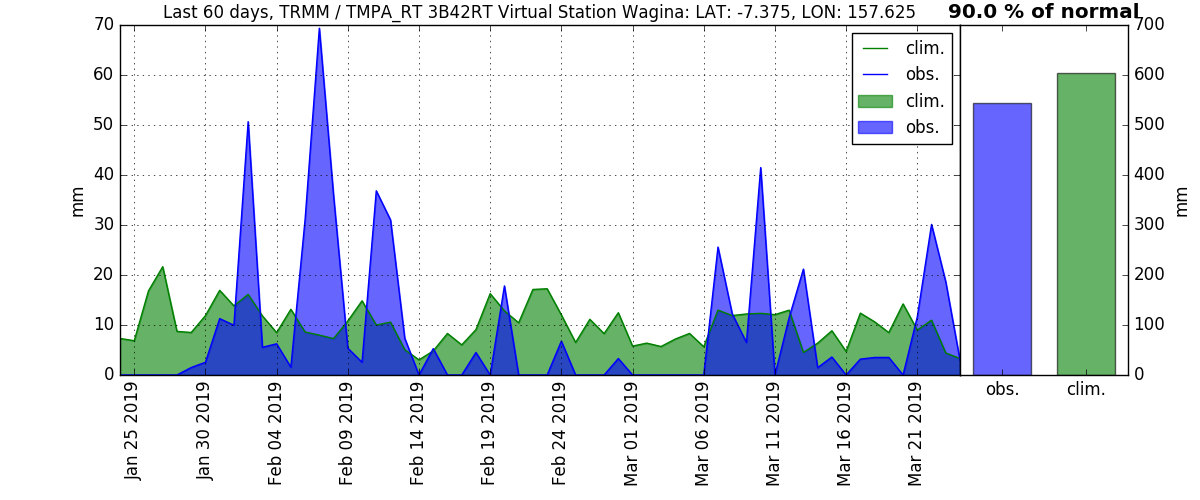 Last 60 days, TRMM / TMPA_RT 3B42RT Virtual Station Wagina: LAT: -7.375, LON: 157.625
90.0 % of normal
70
60
50
40
30
20
10
0
mm
clim.
obs.
clim.
obs.
700
600
500
400
300
200
100
0
mm
obs.
clim.
Jan 25 2019
Jan 30 2019
Feb 04 2019
Feb 09 2019
Feb 14 2019
Feb 19 2019
Feb 24 2019
Mar 01 2019
Mar 06 2019
Mar 11 2019
Mar 16 2019
Mar 21 2019